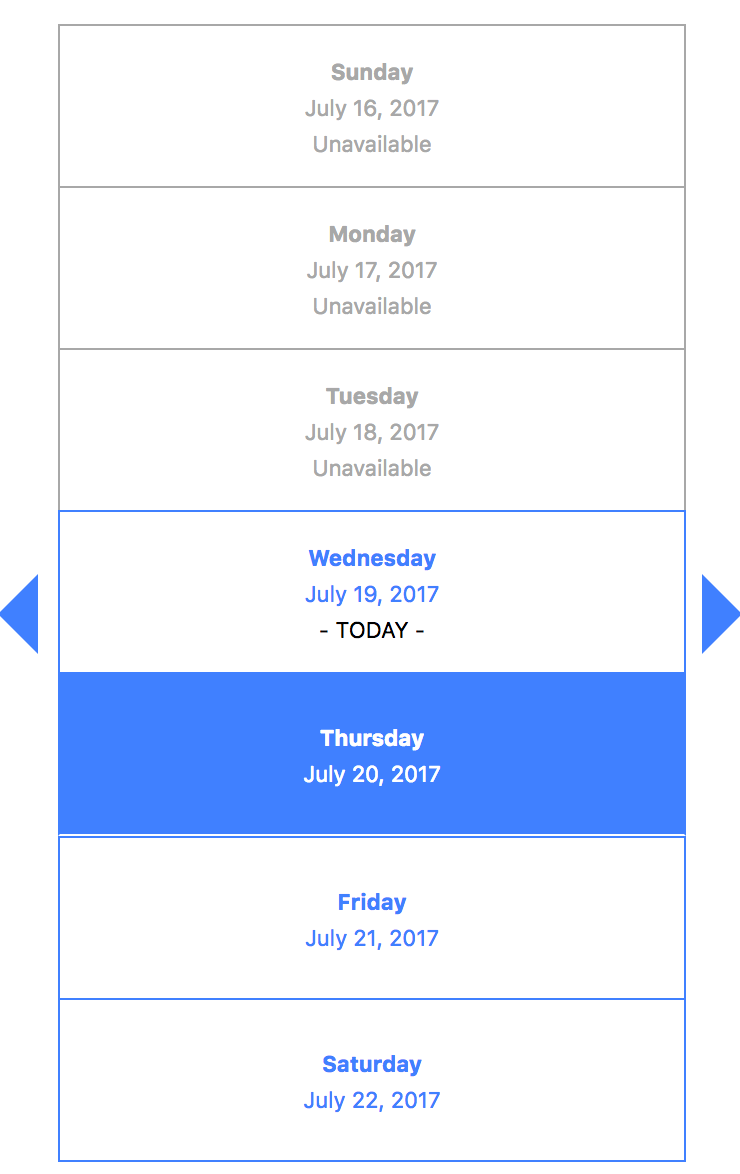 Sunday
July 16, 2017
Unavailable
Monday
July 17, 2017
Unavailable
Tuesday
July 18, 2017
Unavailable
Wednesday
July 19, 2017
- TODAY -
Thursday
July 20, 2017
Friday
July 21, 2017
Saturday
July 22, 2017